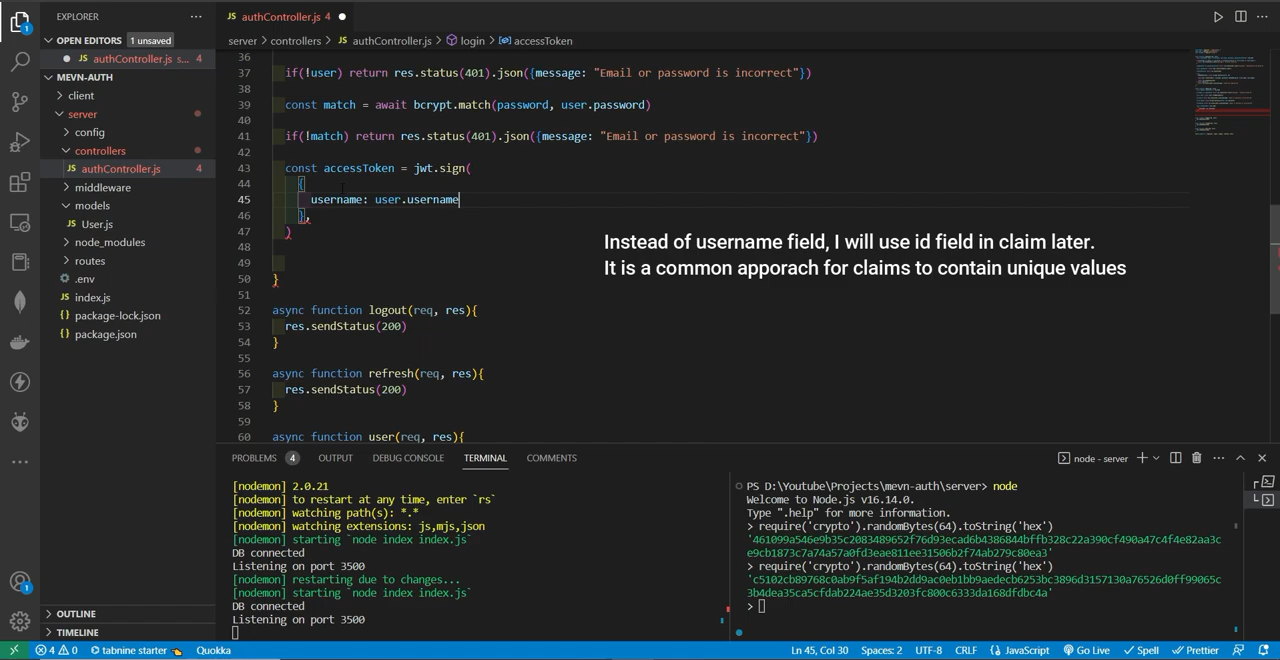 EXPLORER
OPEN EDITORS 1 unsaved
authController.js s... 4
MEVN-AUTH
client
server
config
controllers
authController.js 4
middleware
models
User.js
node_modules
routes
.env
index.js
package-lock.json
package.json
OUTLINE
TIMELINE
JS authController.js 4
server > controllers > JS authController.js > login > accessToken
36
37 if(!user) return res.status(401).json({message: "Email or password is incorrect"})
38
39 const match = await bcrypt.match(password, user.password)
40
41 if(!match) return res.status(401).json({message: "Email or password is incorrect"})
42
43 const accessToken = jwt.sign(
44 {
45 username: user.username
46 },
47 )
48
49
50 }
51
52 async function logout(req, res){
53 res.sendStatus(200)
54 }
55
56 async function refresh(req, res){
57 res.sendStatus(200)
58 }
59
60 async function user(req, res){
Instead of username field, I will use id field in claim later.
It is a common apporach for claims to contain unique values
PROBLEMS 4 OUTPUT DEBUG CONSOLE TERMINAL COMMENTS
node - server
[nodemon] 2.0.21
[nodemon] to restart at any time, enter `rs`
[nodemon] watching path(s): *.*
[nodemon] watching extensions: js,mjs,json
[nodemon] starting `node index index.js`
DB connected
Listening on port 3500
[nodemon] restarting due to changes...
[nodemon] starting `node index index.js`
DB connected
Listening on port 3500
PS D:\Youtube\Projects\mevn-auth\server> node
Welcome to Node.js v16.14.0.
Type ".help" for more information.
> require('crypto').randomBytes(64).toString('hex')
'461099a546e9b35c2083489652f76d93ecad6b4386844bffb328c22a390cf490a47c4f4e82aa3c
e9cb1873c7a74a57a0fd3eae811ee31506b2f74ab279c80ea3'
> require('crypto').randomBytes(64).toString('hex')
'c5102cb89768c0ab9f5af194b2dd9ac0eb1bb9aedecb6253bc3896d3157130a76526d0ff99065c
3b4dea35ca5cfdab224ae35d3203fc800c6333da168dfdbc4a'
>
4 0 tabnine starter Quokka Ln 45, Col 30 Spaces: 2 UTF-8 CRLF JavaScript Go Live Spell Prettier